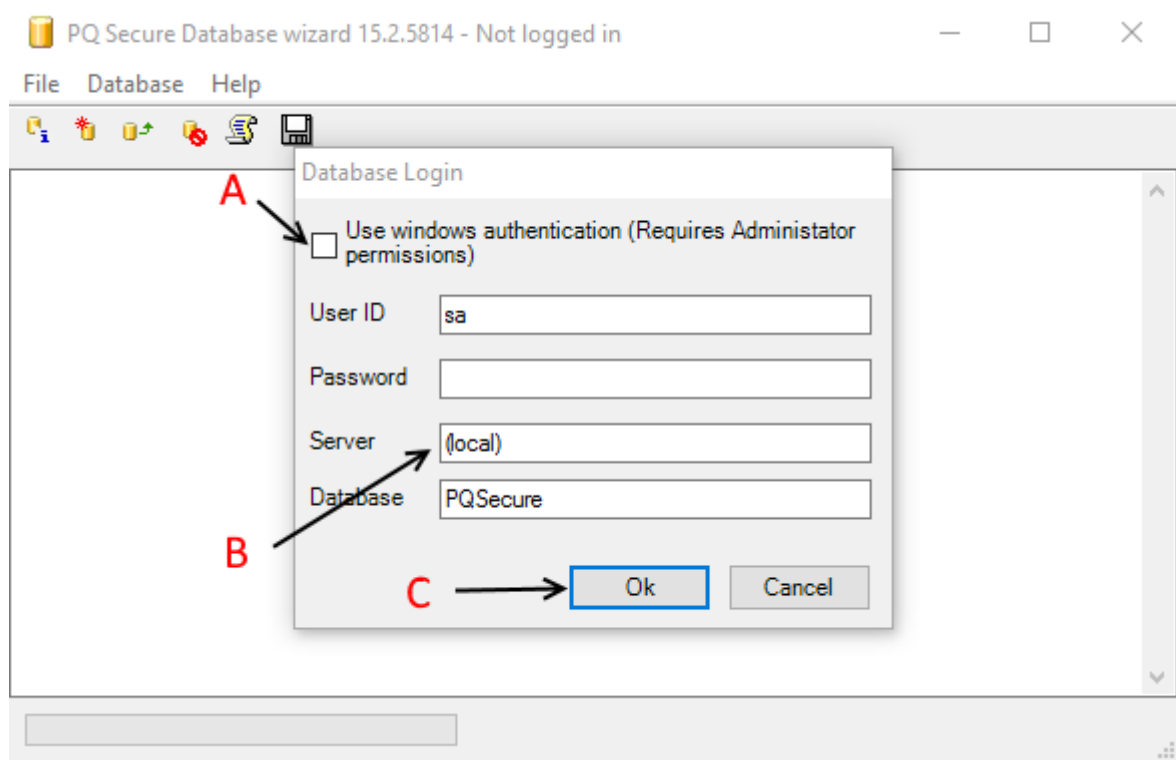 PQ Secure Database wizard 15.2.5814 - Not logged in
File Database Help
Database Login
A
Use windows authentication (Requires Administator
permissions)
User ID sa
Password
Server (local)
Database PQSecure
B
C
Ok Cancel